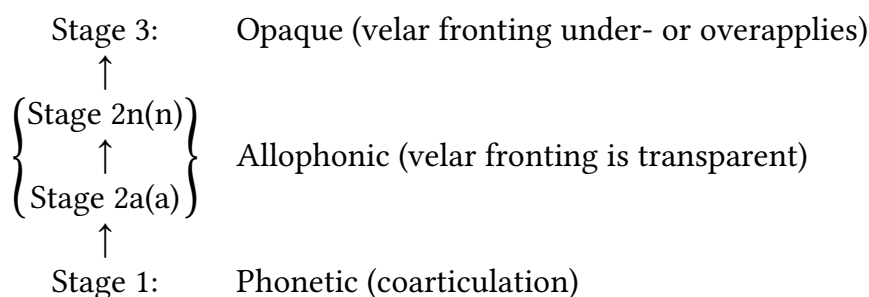 Stage 3: Opaque (velar fronting under- or overapplies)
↑
Stage 2n(n)
↑ Allophonic (velar fronting is transparent)
Stage 2a(a)
↑
Stage 1: Phonetic (coarticulation)